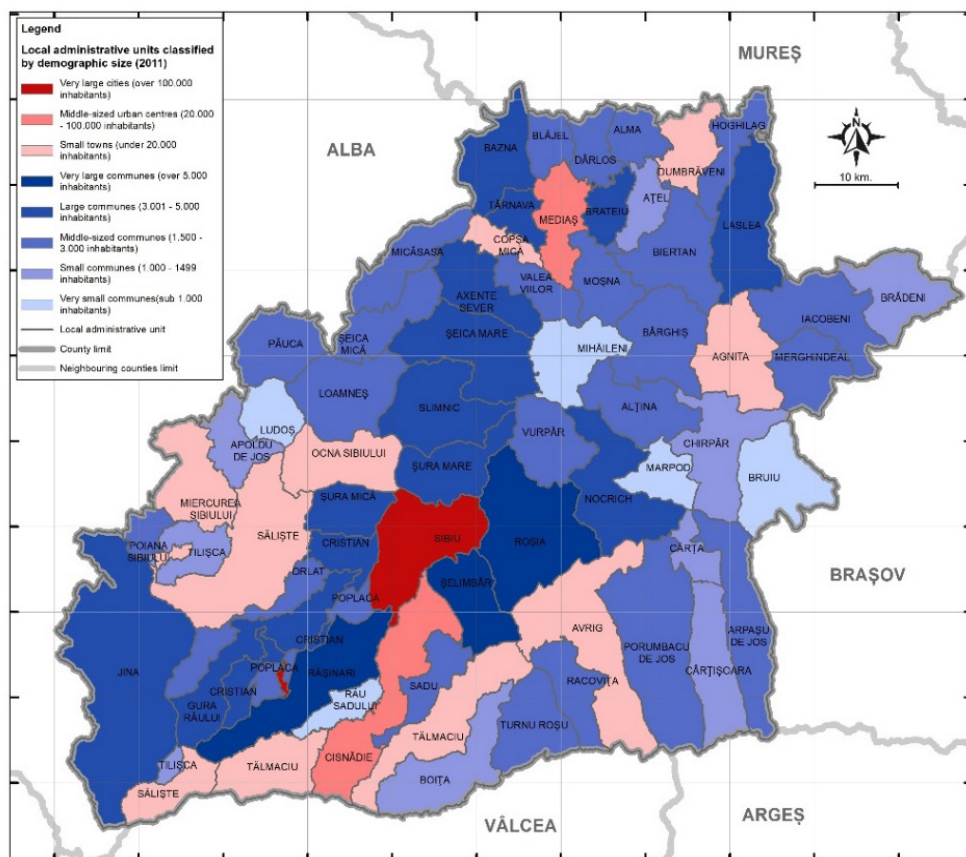 Legend
Local administrative units classified
by demographic size (2011)
Very large cities (over 100.000
inhabitants)
Middle-sized urban centres (20.000
- 100.000 inhabitants)
Small towns (under 20.000
inhabitants)
Very large communes (over 5.000
inhabitants)
Large communes (3.001 - 5.000
inhabitants)
Middle-sized communes (1.500 -
3.000 inhabitants)
Small communes (1.000 - 1499
inhabitants)
Very small communes(sub 1.000
inhabitants)
Local administrative unit
County limit
Neighbouring counties limit
MUREȘ
N
10 km.
ALBA
BAZNA
BLĂJEL
ALMA
HOGHILAG
DÂRLOS
DUMBRĂVENI
TÂRNAVA
MEDIAȘ
BRATEIU
AȚEL
LASLEA
COPȘA
MICĂ
MICĂSASA
BIERTAN
VALEA
VIILOR
MOȘNA
BRĂDENI
AXENTE
SEVER
IACOBENI
ȘEICA MARE
BÂRGHIȘ
PĂUCA
ȘEICA
MICĂ
MIHĂILENI
AGNITA
MERGHINDEAL
LOAMNEȘ
SLIMNIC
ALȚINA
LUDOȘ
VURPĂR
CHIRPĂR
APOLDU
DE JOS
OCNA SIBIULUI
ȘURA MARE
MARPOD
BRUIU
MIERCUREA
SIBIULUI
ȘURA MICĂ
NOCRICH
SĂLIȘTE
POIANA
SIBIULUI
TILIȘCA
CRISTIAN
SIBIU
ROȘIA
CÂRȚA
ORLAT
ȘELIMBĂR
BRAȘOV
POPLACA
AVRIG
CRISTIAN
PORUMBACU
DE JOS
ARPAȘU
DE JOS
JINA
POPLACA
RĂȘINARI
CÂRȚIȘOARA
CRISTIAN
SADU
RACOVIȚA
GURA
RÂULUI
RÂU
SADULUI
TURNU ROȘU
TĂLMACIU
CISNĂDIE
TILIȘCA
TĂLMACIU
BOIȚA
SĂLIȘTE
VÂLCEA
ARGEȘ